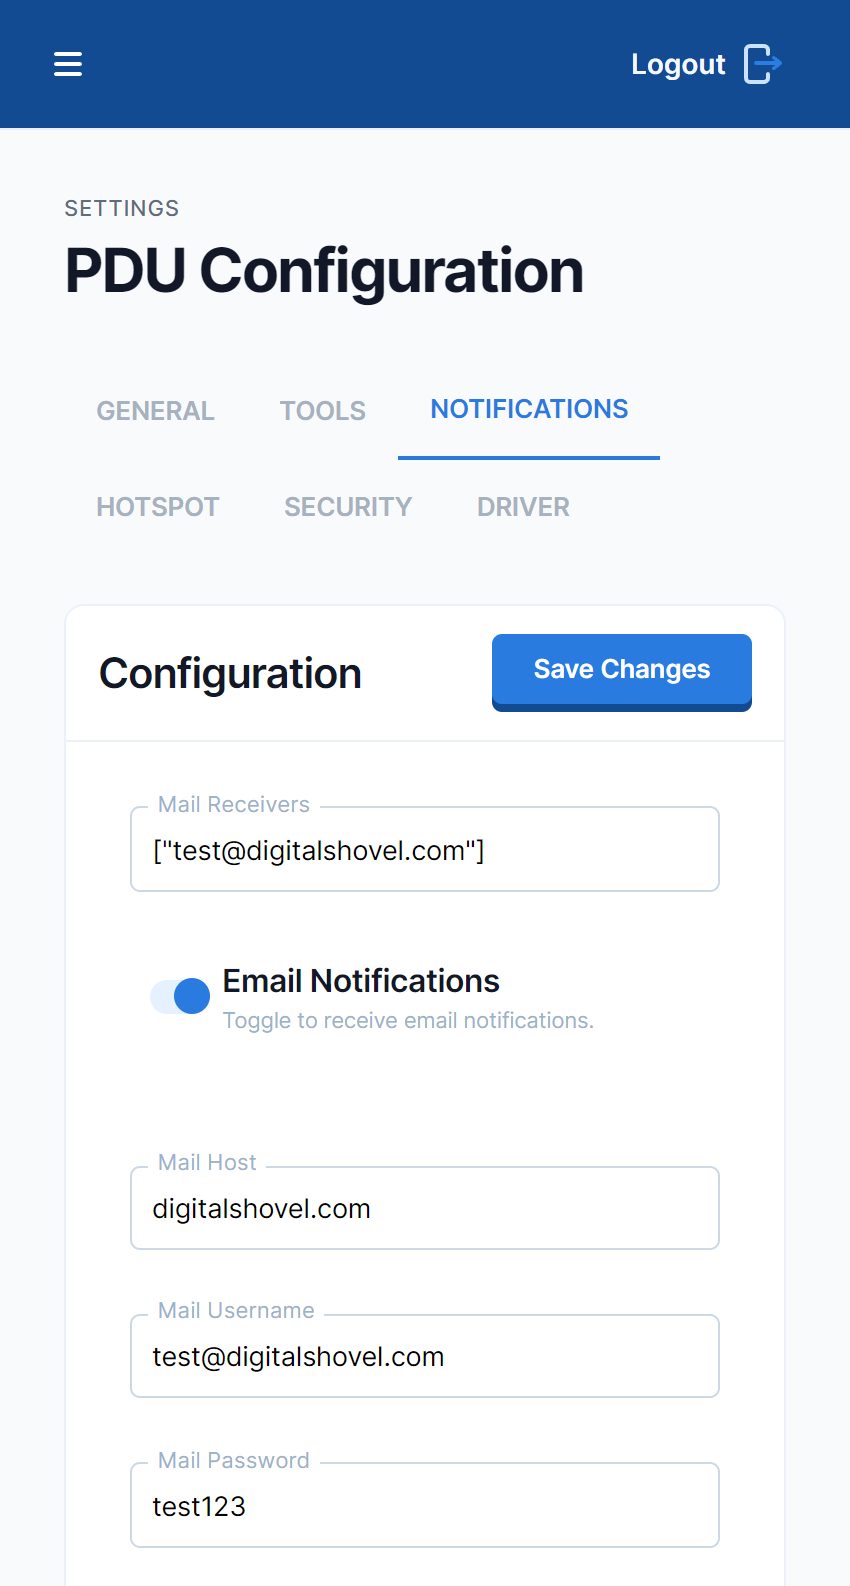 Logout
SETTINGS
PDU Configuration
GENERAL TOOLS NOTIFICATIONS
HOTSPOT SECURITY DRIVER
Configuration Save Changes
Mail Receivers
["test@digitalshovel.com"]
Email Notifications
Toggle to receive email notifications.
Mail Host
digitalshovel.com
Mail Username
test@digitalshovel.com
Mail Password
test123